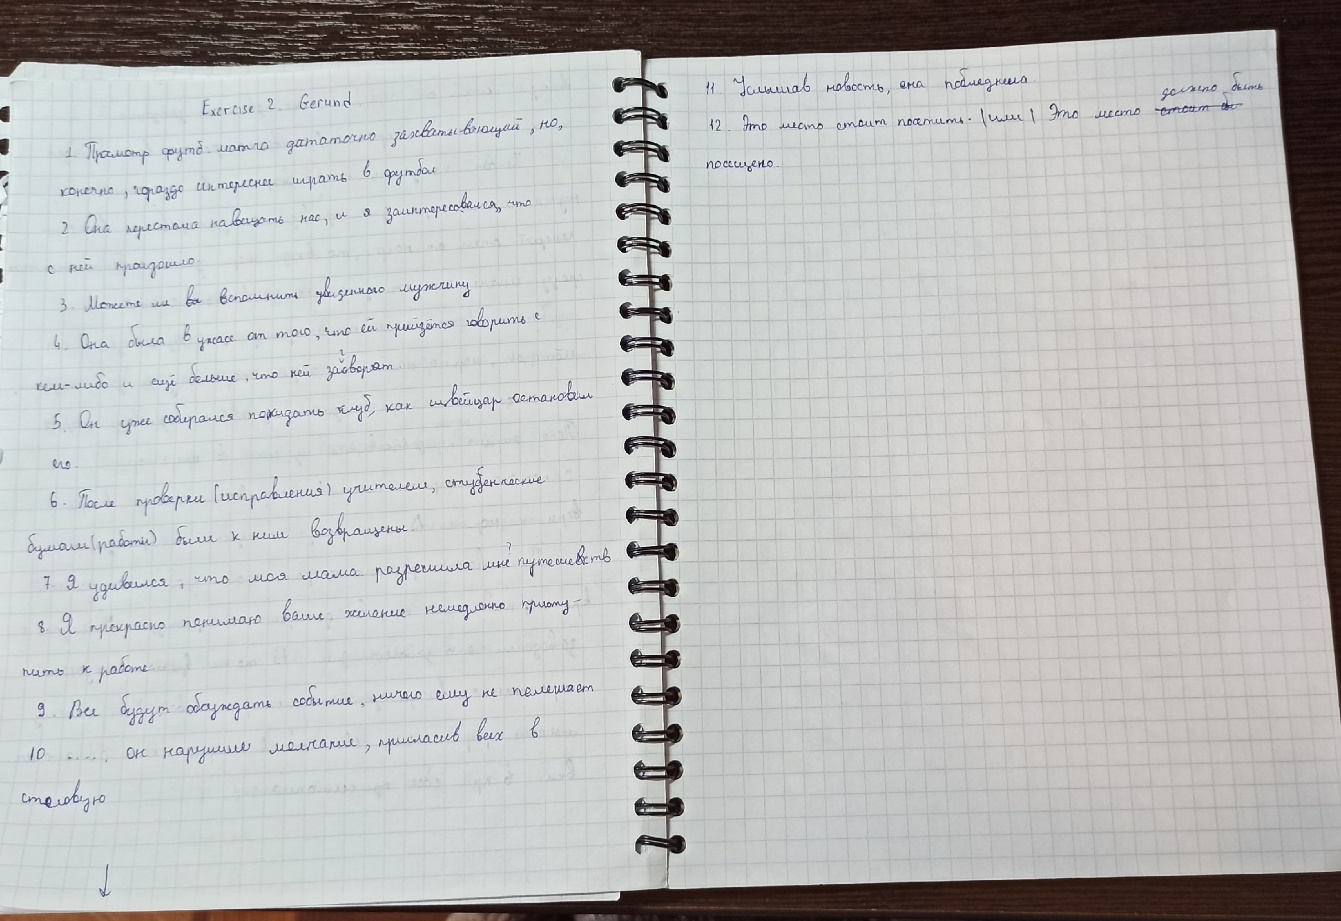 Exercise 2. Gerund
1. Просмотр футб. матча дататочно захватывающий, но,
конечно, гораздо интереснее играть в футбол
2. Она перестала навещать нас, и я заинтересовался, что
с ней произошло
3. Можете ли вы вспомнить увиденного мужчину
4. Она была в ужасе от того, что ей прийдётся говорить с
кем-либо и ещё больше, что к ней заговорят
5. Он уже собирался покидать клуб, как швейцар остановил
его.
6. После проверки (исправления) учителем, студенческие
бумаги (работы) были к ним возвращены.
7. Я удивился, что моя мама разрешила мне ? путешеств
8. Я прекрасно понимаю ваше желание немедленно присту-
пить к работе
9. Все будут обсуждать событие, ничего ему не помешает
10. ..... он нарушил молчание, пригласив всех в
столовую
↓
11. Услышав новость, она побледнела.
12. Это место стоит посетить. (или) Это место должно быть
посещено.